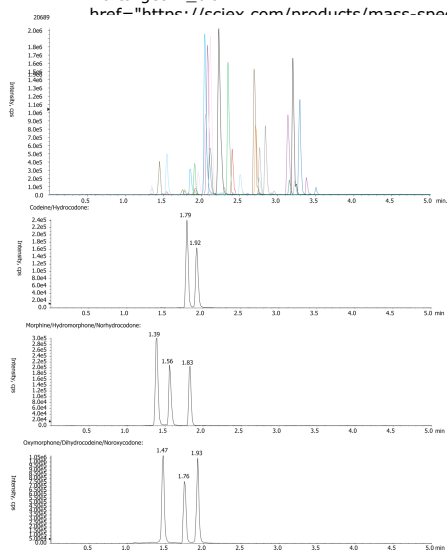 href="https://sciex.com/products/mass-spec
20689
Intensity, cps
2.0e6
1.8e6
1.6e6
1.4e6
1.3e6
1.2e6
1.1e6
1.0e6
9.0e5
8.0e5
7.0e5
6.0e5
5.0e5
4.0e5
3.0e5
2.0e5
1.0e5
0.0
0.5 1.0 1.5 2.0 2.5 3.0 3.5 4.0 4.5 5.0 min.
Codeine/Hydrocodone:
Intensity, cps
2.4e5
2.2e5
2.0e5
1.8e5
1.6e5
1.4e5
1.2e5
1.0e5
8.0e4
6.0e4
4.0e4
2.0e4
0.0
1.79
1.92
0.5 1.0 1.5 2.0 2.5 3.0 3.5 4.0 4.5 5.0 min
Morphine/Hydromorphone/Norhydrocodone:
Intensity, cps
3.0e5
2.8e5
2.6e5
2.4e5
2.2e5
2.0e5
1.8e5
1.6e5
1.4e5
1.2e5
1.0e5
8.0e4
6.0e4
4.0e4
2.0e4
0.0
1.39
1.56
1.83
0.5 1.0 1.5 2.0 2.5 3.0 3.5 4.0 4.5 5.0 min
Oxymorphone/Dihydrocodeine/Noroxycodone:
Intensity, cps
1.05e6
1.00e6
5.00e4
0.00
1.47
1.76
1.93
0.5 1.0 1.5 2.0 2.5 3.0 3.5 4.0 4.5 5.0 min